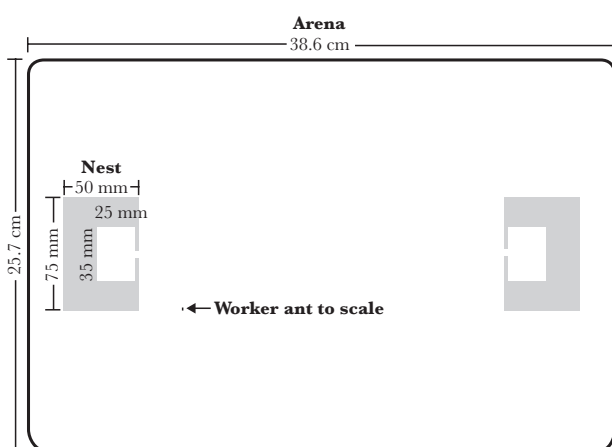 Arena
38.6 cm
Nest
50 mm
25 mm
25.7 cm
75 mm
35 mm
Worker ant to scale